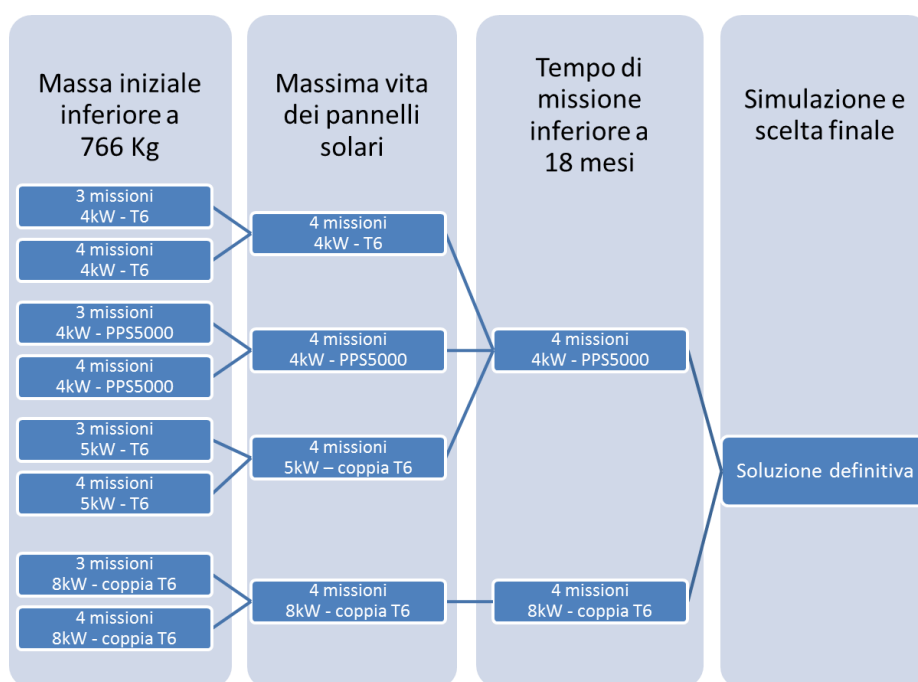 Massa iniziale
inferiore a
766 Kg
3 missioni
4kW - T6
4 missioni
4kW - T6
3 missioni
4kW - PPS5000
4 missioni
4kW - PPS5000
3 missioni
5kW - T6
4 missioni
5kW - T6
3 missioni
8kW - coppia T6
4 missioni
8kW - coppia T6
Massima vita
dei pannelli
solari
4 missioni
4kW - T6
4 missioni
4kW - PPS5000
4 missioni
5kW – coppia T6
4 missioni
8kW - coppia T6
Tempo di
missione
inferiore a
18 mesi
4 missioni
4kW - PPS5000
4 missioni
8kW - coppia T6
Simulazione e
scelta finale
Soluzione definitiva